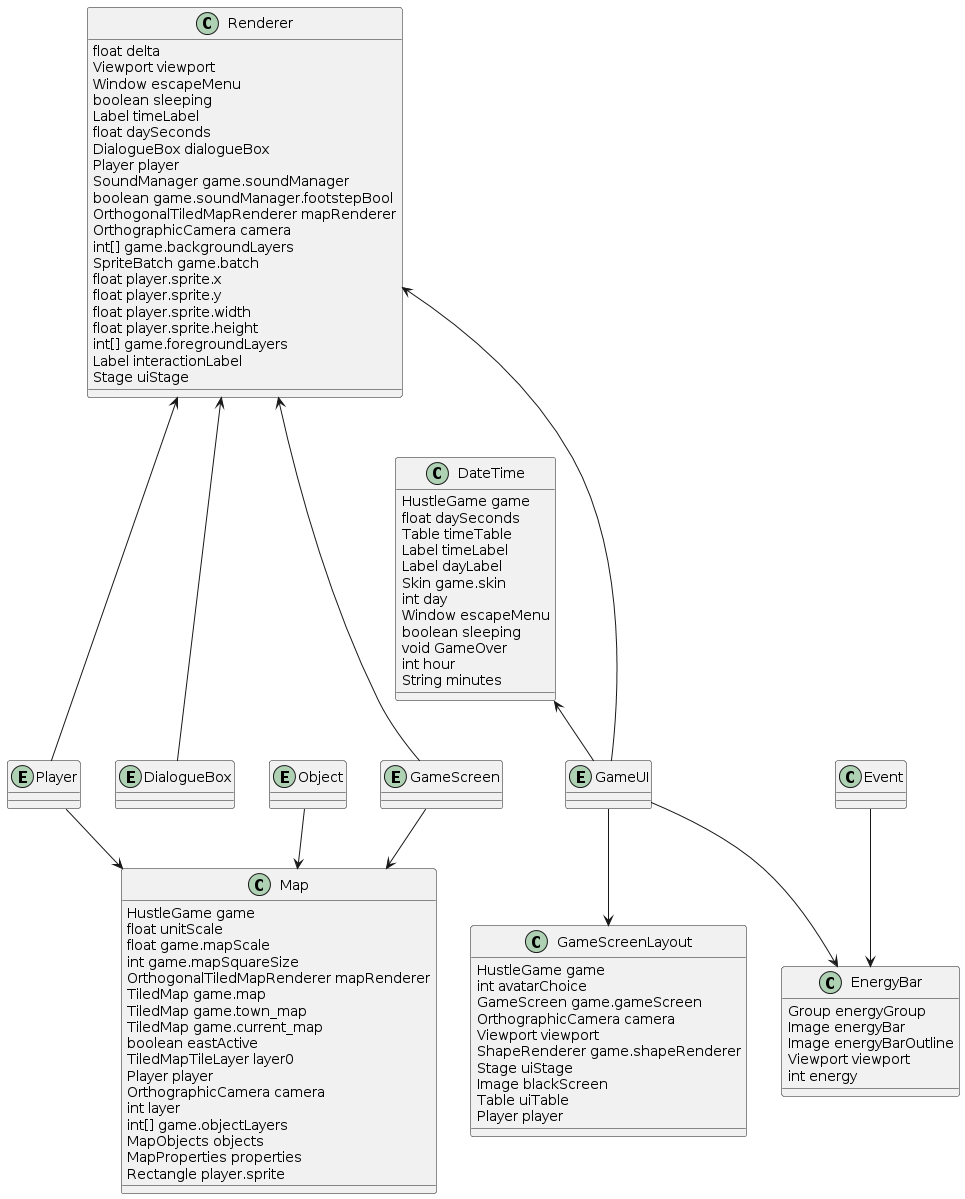 C Renderer
float delta
Viewport viewport
Window escapeMenu
boolean sleeping
Label timeLabel
float daySeconds
DialogueBox dialogueBox
Player player
SoundManager game.soundManager
boolean game.soundManager.footstepBool
OrthogonalTiledMapRenderer mapRenderer
OrthographicCamera camera
int[] game.backgroundLayers
SpriteBatch game.batch
float player.sprite.x
float player.sprite.y
float player.sprite.width
float player.sprite.height
int[] game.foregroundLayers
Label interactionLabel
Stage uiStage
C DateTime
HustleGame game
float daySeconds
Table timeTable
Label timeLabel
Label dayLabel
Skin game.skin
int day
Window escapeMenu
boolean sleeping
void GameOver
int hour
String minutes
E Player
E DialogueBox
E Object
E GameScreen
E GameUI
C Event
C Map
HustleGame game
float unitScale
float game.mapScale
int game.mapSquareSize
OrthogonalTiledMapRenderer mapRenderer
TiledMap game.map
TiledMap game.town_map
TiledMap game.current_map
boolean eastActive
TiledMapTileLayer layer0
Player player
OrthographicCamera camera
int layer
int[] game.objectLayers
MapObjects objects
MapProperties properties
Rectangle player.sprite
C GameScreenLayout
HustleGame game
int avatarChoice
GameScreen game.gameScreen
OrthographicCamera camera
Viewport viewport
ShapeRenderer game.shapeRenderer
Stage uiStage
Image blackScreen
Table uiTable
Player player
C EnergyBar
Group energyGroup
Image energyBar
Image energyBarOutline
Viewport viewport
int energy